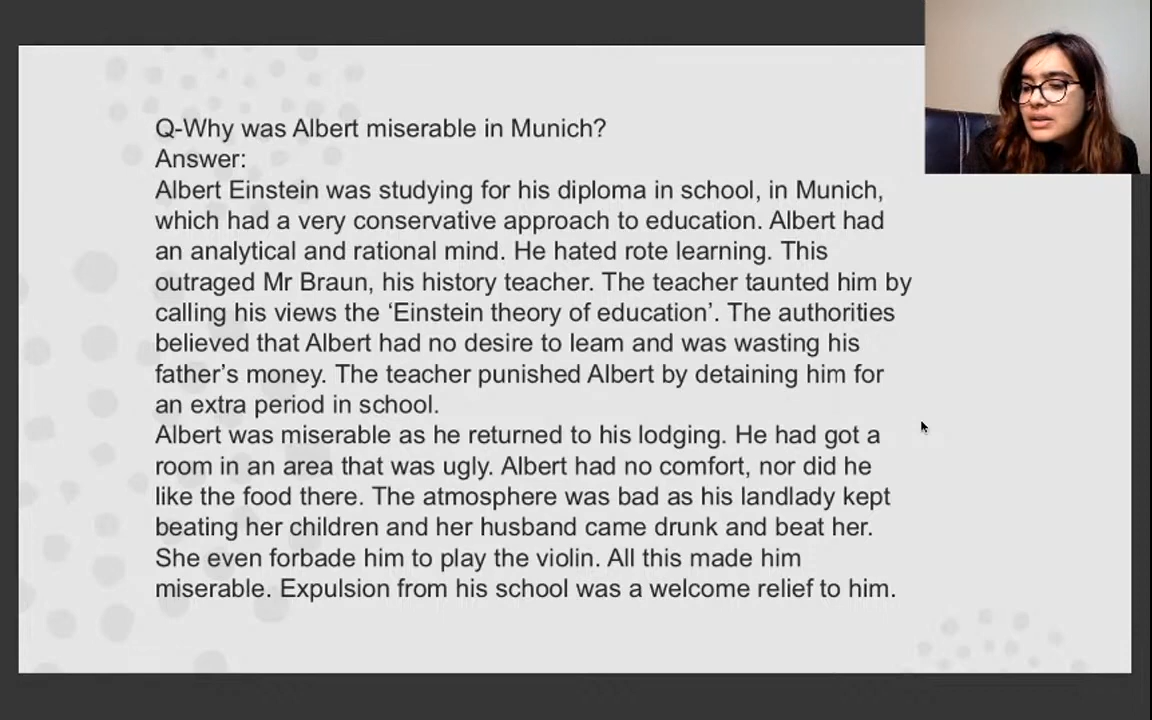 Q-Why was Albert miserable in Munich?
Answer:
Albert Einstein was studying for his diploma in school, in Munich,
which had a very conservative approach to education. Albert had
an analytical and rational mind. He hated rote learning. This
outraged Mr Braun, his history teacher. The teacher taunted him by
calling his views the ‘Einstein theory of education’. The authorities
believed that Albert had no desire to leam and was wasting his
father’s money. The teacher punished Albert by detaining him for
an extra period in school.
Albert was miserable as he returned to his lodging. He had got a
room in an area that was ugly. Albert had no comfort, nor did he
like the food there. The atmosphere was bad as his landlady kept
beating her children and her husband came drunk and beat her.
She even forbade him to play the violin. All this made him
miserable. Expulsion from his school was a welcome relief to him.